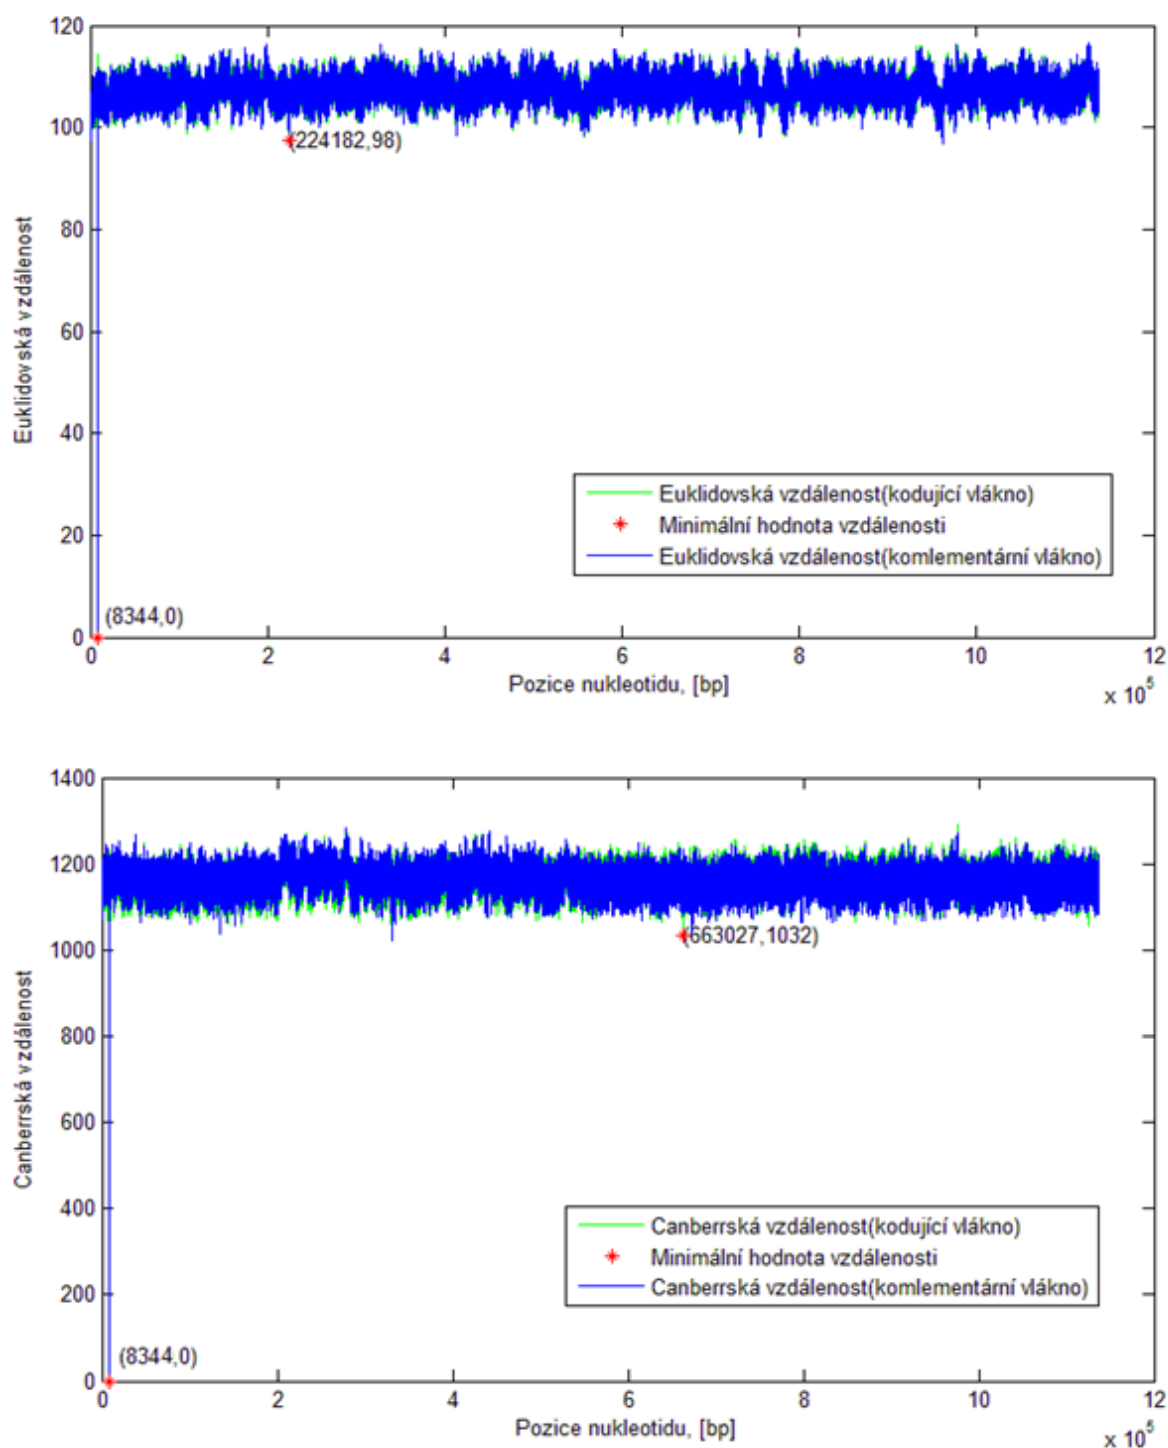 120
100
80
60
40
20
0
Euklidovská vzdálenost
(224182,98)
(8344,0)
Euklidovská vzdálenost(kodující vlákno)
Minimální hodnota vzdálenosti
Euklidovská vzdálenost(komlementární vlákno)
0 2 4 6 8 10 12
Pozice nukleotidu, [bp]
x 10^5
1400
1200
1000
800
600
400
200
0
Canberrská vzdálenost
(663027,1032)
(8344,0)
Canberrská vzdálenost(kodující vlákno)
Minimální hodnota vzdálenosti
Canberrská vzdálenost(komlementární vlákno)
0 2 4 6 8 10 12
Pozice nukleotidu, [bp]
x 10^5